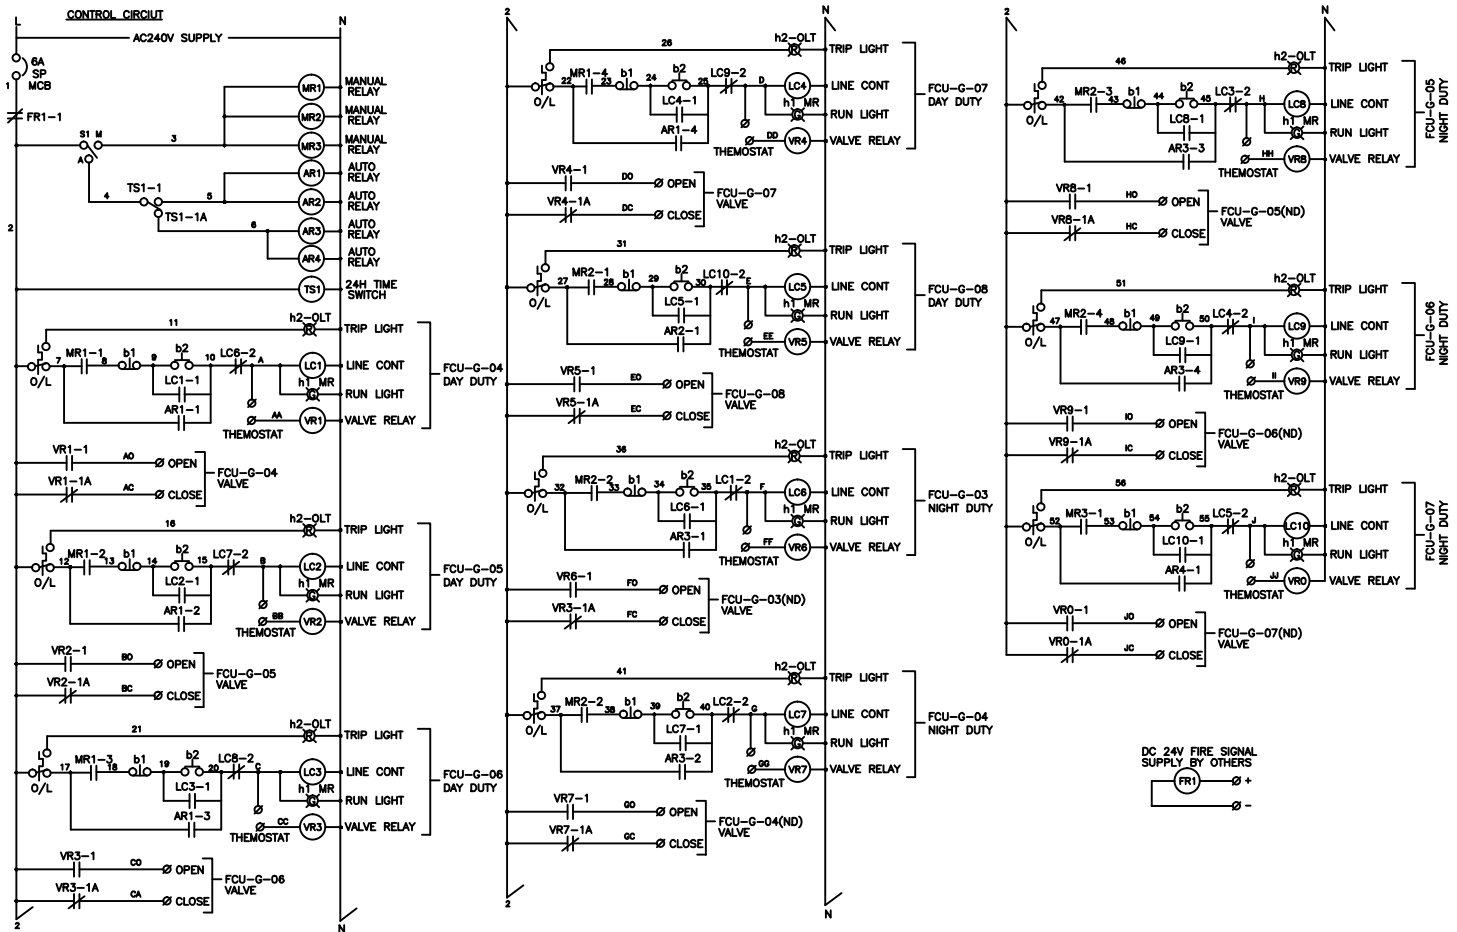 CONTROL CIRCIUT
L
N
AC240V SUPPLY
6A
SP
MCB
1
FR1-1
S1 M
3
A
MR1
MANUAL
RELAY
MR2
MANUAL
RELAY
MR3
MANUAL
RELAY
AR1
AUTO
RELAY
4
TS1-1
5
AR2
AUTO
RELAY
TS1-1A
2
6
AR3
AUTO
RELAY
AR4
AUTO
RELAY
TS1
24H TIME
SWITCH
11
h2-OLT
R
TRIP LIGHT
L
O/L
7
MR1-1
8
b1
9
b2
10
LC6-2
A
LC1
LINE CONT
LC1-1
h1 MR
G
RUN LIGHT
AR1-1
AA
VR1
VALVE RELAY
THEMOSTAT
FCU-G-04
DAY DUTY
VR1-1
AO
OPEN
VR1-1A
AC
CLOSE
FCU-G-04
VALVE
16
h2-OLT
R
TRIP LIGHT
L
O/L
12
MR1-2
13
b1
14
b2
15
LC7-2
B
LC2
LINE CONT
LC2-1
h1 MR
G
RUN LIGHT
AR1-2
BB
VR2
VALVE RELAY
THEMOSTAT
FCU-G-05
DAY DUTY
VR2-1
BO
OPEN
VR2-1A
BC
CLOSE
FCU-G-05
VALVE
21
h2-OLT
R
TRIP LIGHT
L
O/L
17
MR1-3
18
b1
19
b2
20
LC8-2
C
LC3
LINE CONT
LC3-1
h1 MR
G
RUN LIGHT
AR1-3
CC
VR3
VALVE RELAY
THEMOSTAT
FCU-G-06
DAY DUTY
VR3-1
CO
OPEN
VR3-1A
CA
CLOSE
FCU-G-06
VALVE
2
N
2
N
26
h2-OLT
R
TRIP LIGHT
L
O/L
22
MR1-4
23
b1
24
b2
25
LC9-2
D
LC4
LINE CONT
LC4-1
h1 MR
G
RUN LIGHT
AR1-4
DD
VR4
VALVE RELAY
THEMOSTAT
FCU-G-07
DAY DUTY
VR4-1
DO
OPEN
VR4-1A
DC
CLOSE
FCU-G-07
VALVE
31
h2-OLT
R
TRIP LIGHT
L
O/L
27
MR2-1
28
b1
29
b2
30
LC10-2
E
LC5
LINE CONT
LC5-1
h1 MR
G
RUN LIGHT
AR2-1
EE
VR5
VALVE RELAY
THEMOSTAT
FCU-G-08
DAY DUTY
VR5-1
EO
OPEN
VR5-1A
EC
CLOSE
FCU-G-08
VALVE
36
h2-OLT
R
TRIP LIGHT
L
O/L
32
MR2-2
33
b1
34
b2
35
LC1-2
F
LC6
LINE CONT
LC6-1
h1 MR
G
RUN LIGHT
AR3-1
FF
VR6
VALVE RELAY
THEMOSTAT
FCU-G-03
NIGHT DUTY
VR6-1
FO
OPEN
VR3-1A
FC
CLOSE
FCU-G-03(ND)
VALVE
41
h2-OLT
R
TRIP LIGHT
L
O/L
37
MR2-2
38
b1
39
b2
40
LC2-2
G
LC7
LINE CONT
LC7-1
h1 MR
G
RUN LIGHT
AR3-2
GG
VR7
VALVE RELAY
THEMOSTAT
FCU-G-04
NIGHT DUTY
VR7-1
GO
OPEN
VR7-1A
GC
CLOSE
FCU-G-04(ND)
VALVE
2
N
2
N
46
h2-OLT
R
TRIP LIGHT
L
O/L
42
MR2-3
43
b1
44
b2
45
LC3-2
H
LC8
LINE CONT
LC8-1
h1 MR
G
RUN LIGHT
AR3-3
HH
VR8
VALVE RELAY
THEMOSTAT
FCU-G-05
NIGHT DUTY
VR8-1
HO
OPEN
VR8-1A
HC
CLOSE
FCU-G-05(ND)
VALVE
51
h2-OLT
R
TRIP LIGHT
L
O/L
47
MR2-4
48
b1
49
b2
50
LC4-2
I
LC9
LINE CONT
LC9-1
h1 MR
G
RUN LIGHT
AR3-4
II
VR9
VALVE RELAY
THEMOSTAT
FCU-G-06
NIGHT DUTY
VR9-1
IO
OPEN
VR9-1A
IC
CLOSE
FCU-G-06(ND)
VALVE
56
h2-OLT
R
TRIP LIGHT
L
O/L
52
MR3-1
53
b1
54
b2
55
LC5-2
J
LC10
LINE CONT
LC10-1
h1 MR
G
RUN LIGHT
AR4-1
JJ
VR0
VALVE RELAY
THEMOSTAT
FCU-G-07
NIGHT DUTY
VR0-1
JO
OPEN
VR0-1A
JC
CLOSE
FCU-G-07(ND)
VALVE
DC 24V FIRE SIGNAL
SUPPLY BY OTHERS
FR1
+
-